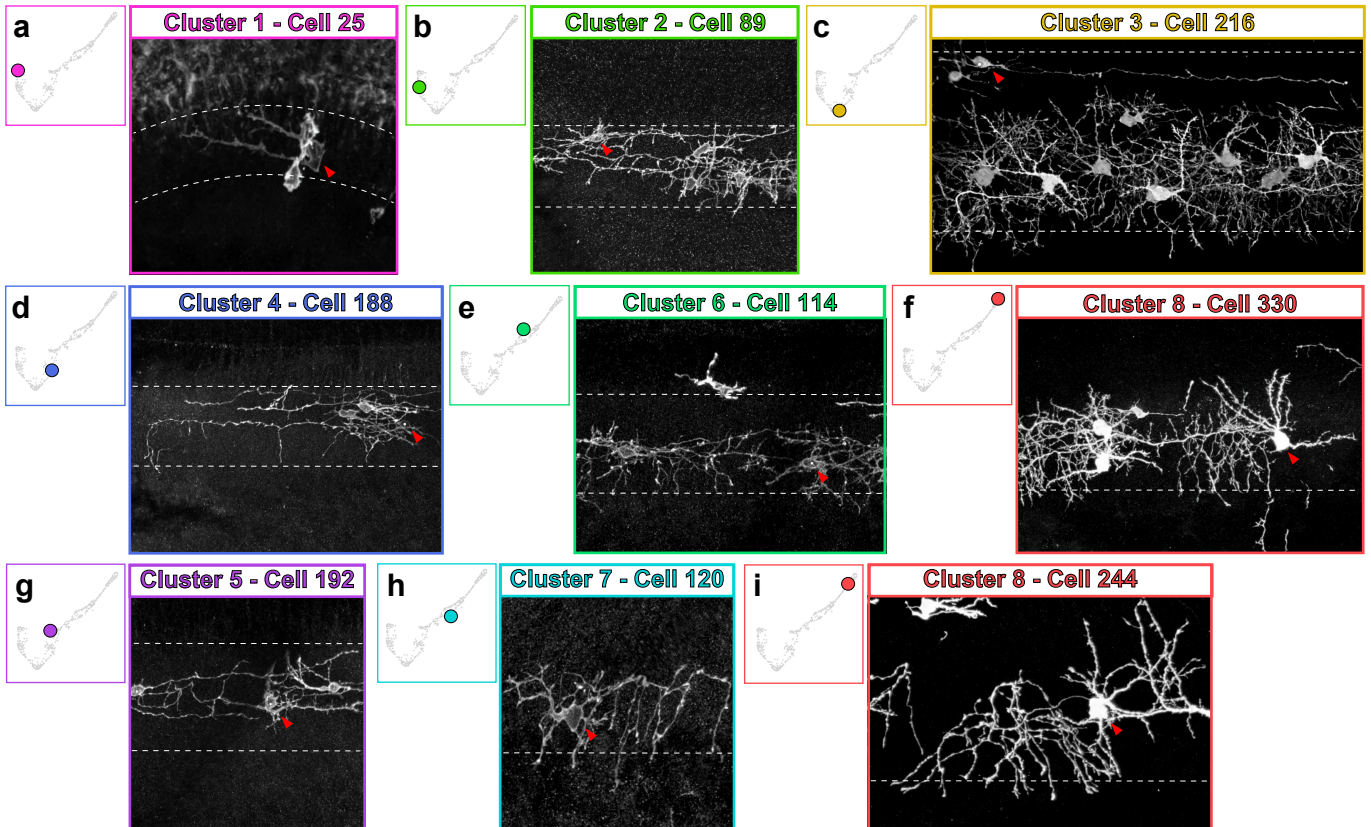 a
Cluster 1 - Cell 25
b
Cluster 2 - Cell 89
c
Cluster 3 - Cell 216
d
Cluster 4 - Cell 188
e
Cluster 6 - Cell 114
f
Cluster 8 - Cell 330
g
Cluster 5 - Cell 192
h
Cluster 7 - Cell 120
i
Cluster 8 - Cell 244